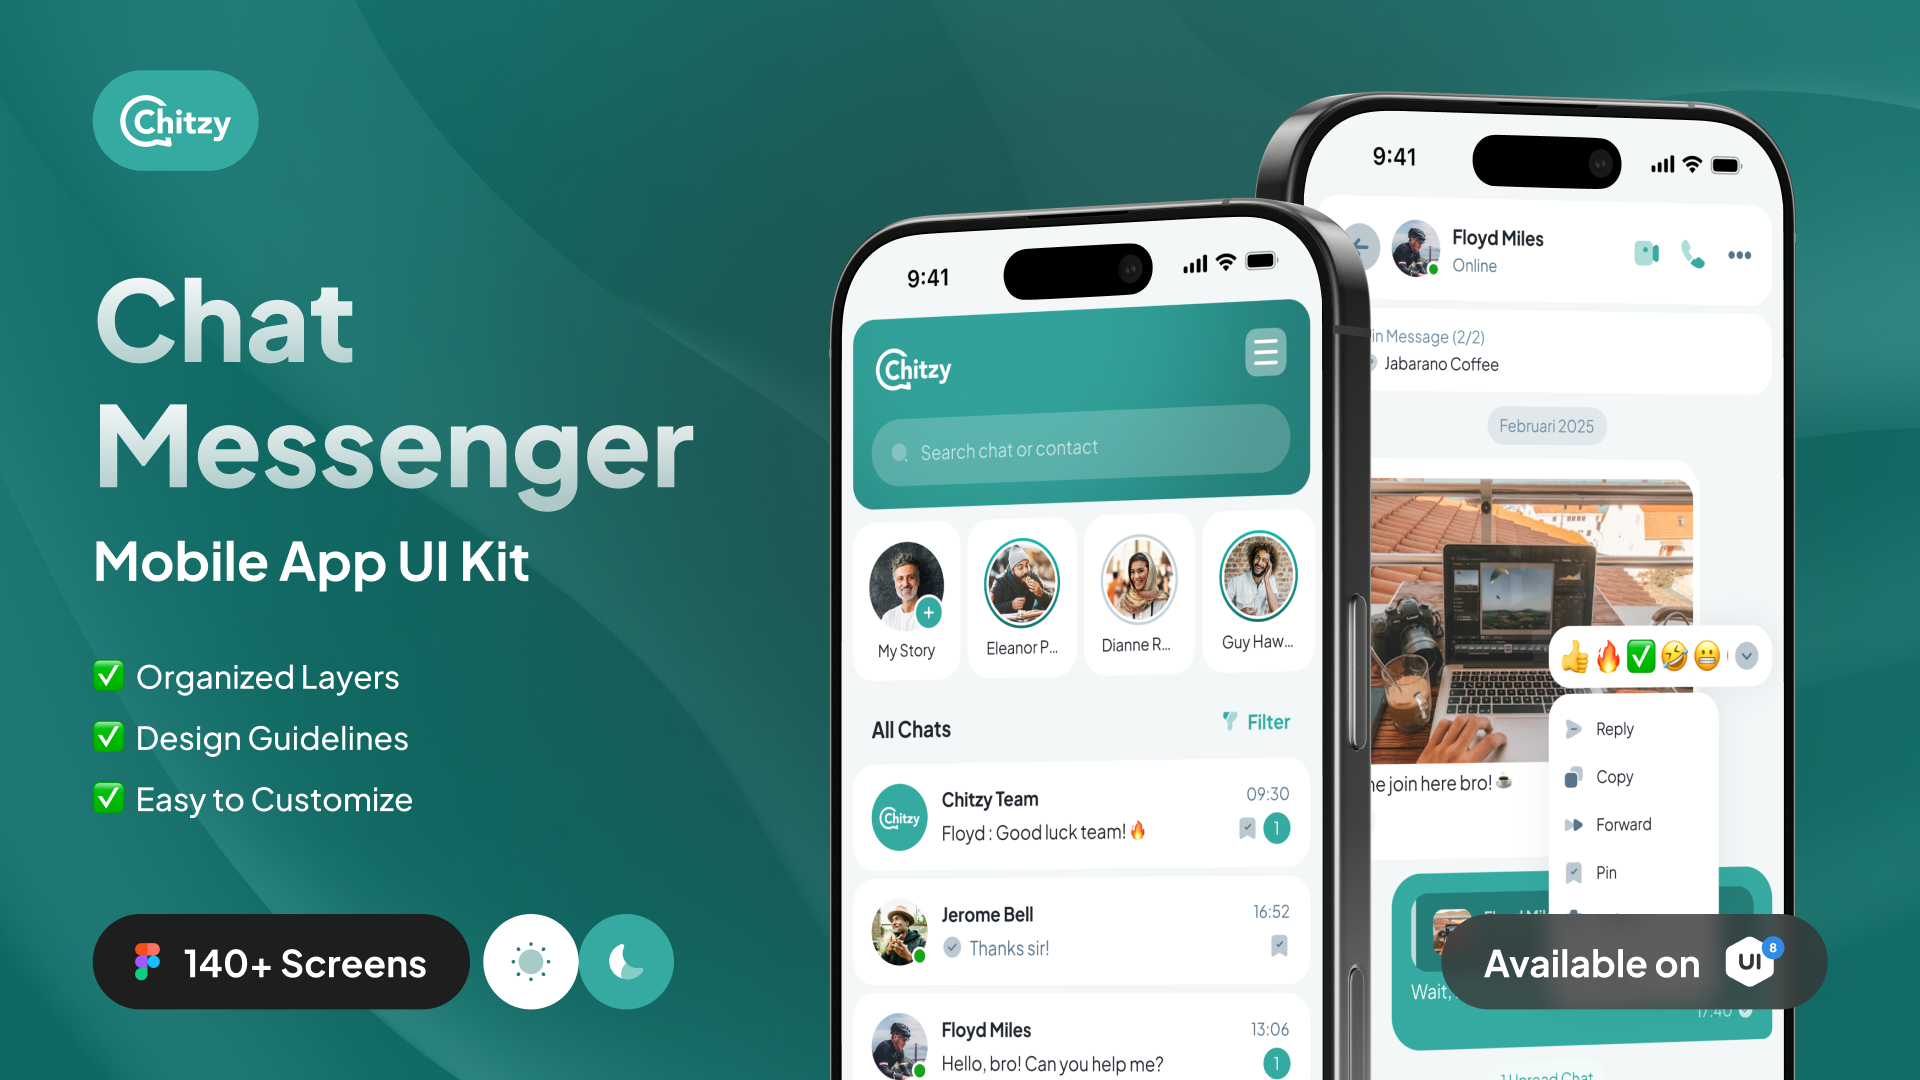 Chitzy
Chat
Messenger
Mobile App UI Kit
Organized Layers
Design Guidelines
Easy to Customize
140+ Screens
9:41
Chitzy
Search chat or contact
My Story
Eleanor P...
Dianne R...
Guy Haw...
All Chats
Filter
Chitzy
Chitzy Team
09:30
Floyd : Good luck team! 🔥
1
Jerome Bell
16:52
Thanks sir!
Floyd Miles
13:06
Hello, bro! Can you help me?
1
9:41
Floyd Miles
Online
in Message (2/2)
Jabarano Coffee
Februari 2025
join here bro! ☕
Reply
Copy
Forward
Pin
Wait,
17:40
1 Unread Chat
Available on
UI
8